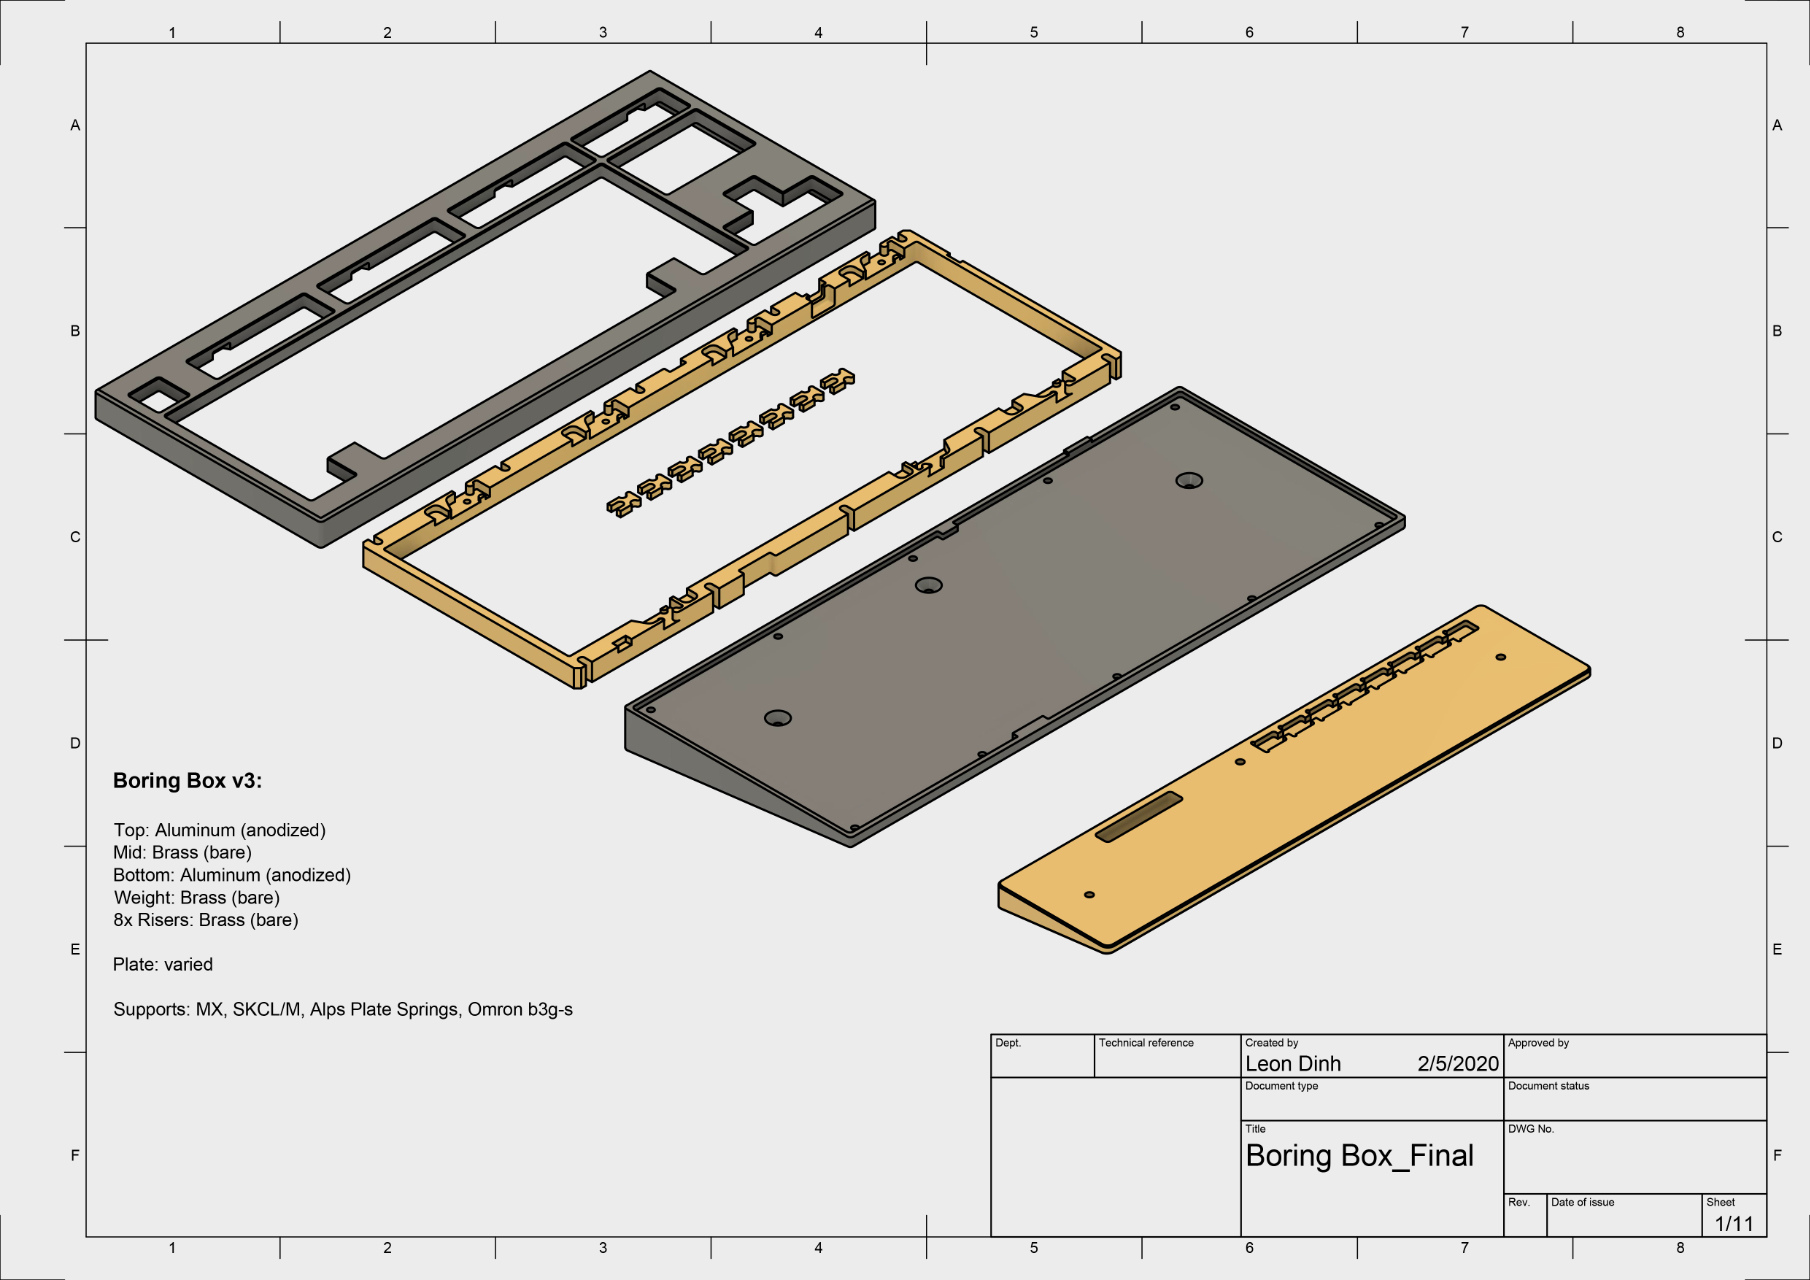 1 2 3 4 5 6 7 8
A A
B B
C C
D D
Boring Box v3:
Top: Aluminum (anodized)
Mid: Brass (bare)
Bottom: Aluminum (anodized)
Weight: Brass (bare)
8x Risers: Brass (bare)
E E
Plate: varied
Supports: MX, SKCL/M, Alps Plate Springs, Omron b3g-s
Dept. Technical reference Created by Approved by
Leon Dinh 2/5/2020
Document type Document status
Title DWG No.
Boring Box_Final
F F
Rev. Date of issue Sheet
1/11
1 2 3 4 5 6 7 8